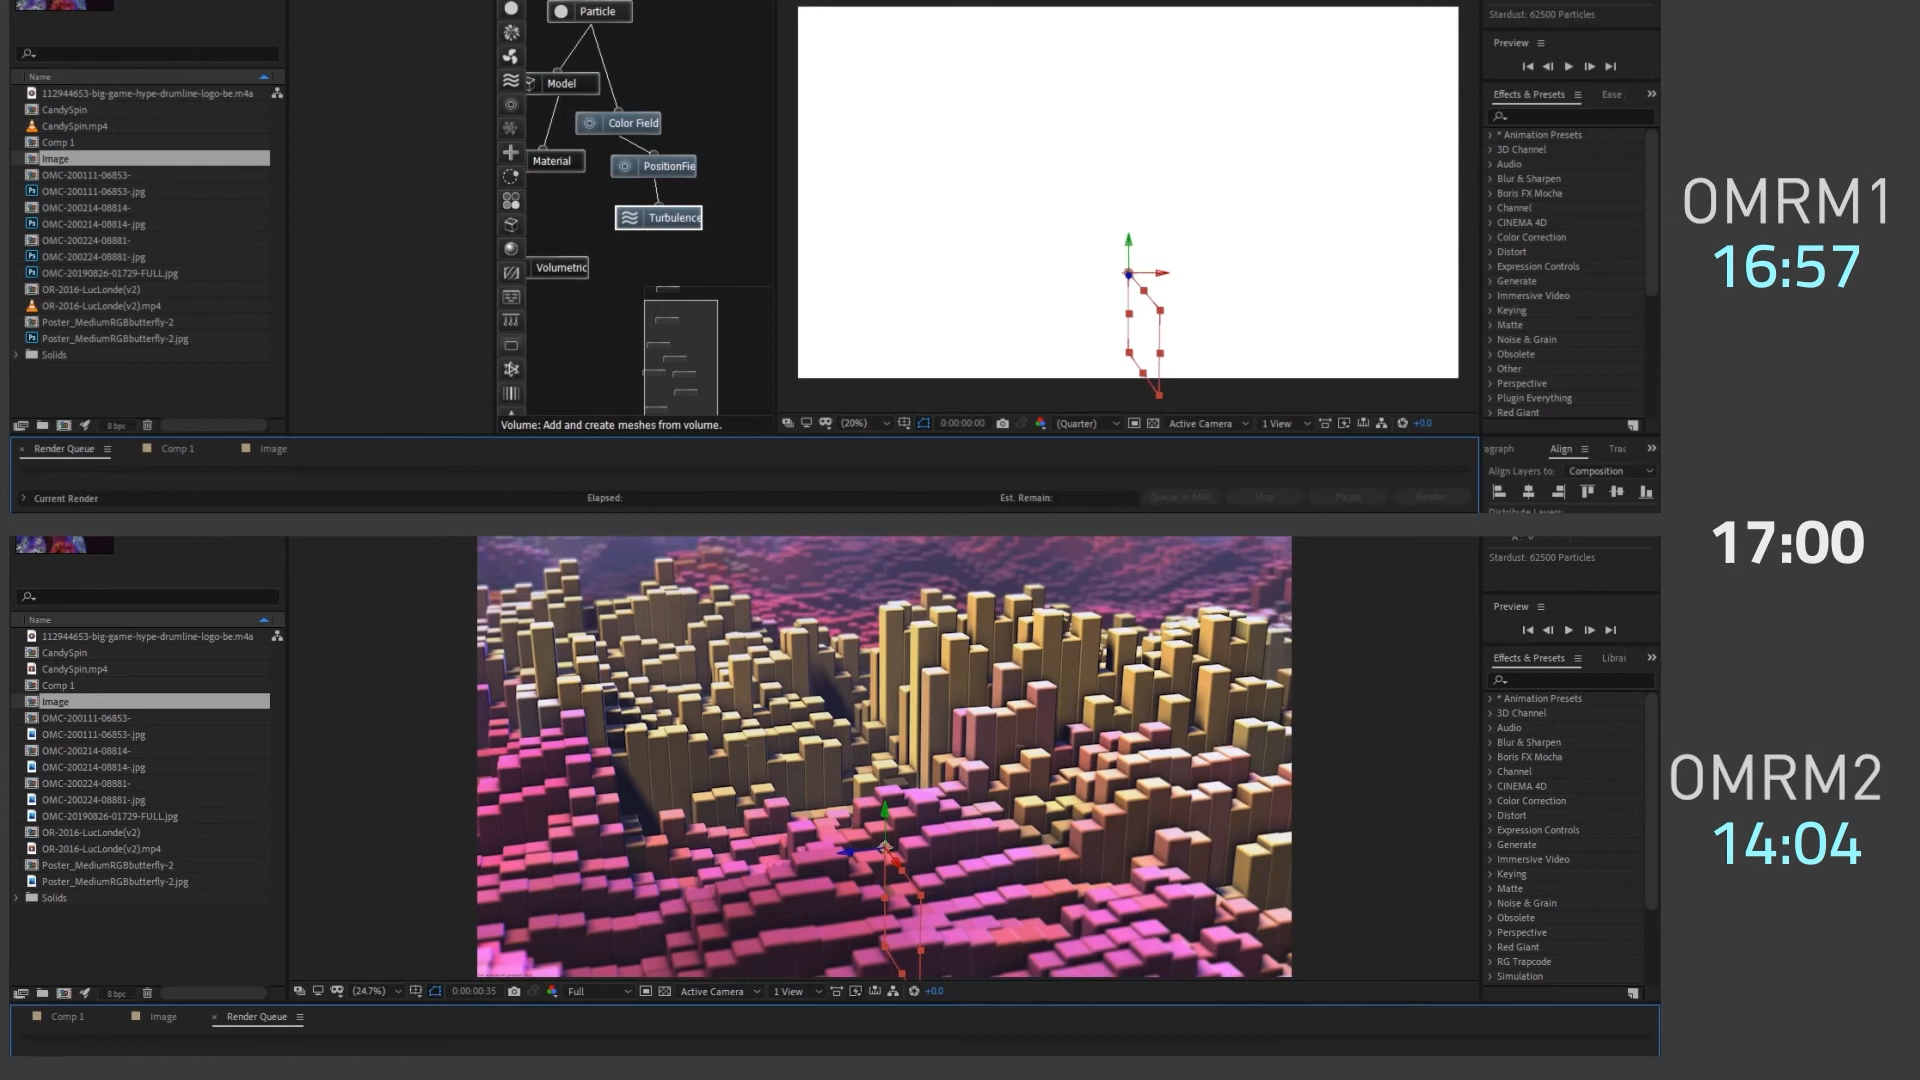 Particle
Model
Color Field
Material
PositionFie
Turbulence
Volumetric
Volume: Add and create meshes from volume.
Name
112944653-big-game-hype-drumline-logo-be.m4a
CandySpin
CandySpin.mp4
Comp 1
Image
OMC-200111-06853-
OMC-200111-06853-.jpg
OMC-200214-08814-
OMC-200214-08814-.jpg
OMC-200224-08881-
OMC-200224-08881-.jpg
OMC-20190826-01729-FULL.jpg
OR-2016-LucLonde(v2)
OR-2016-LucLonde(v2).mp4
Poster_MediumRGBbutterfly-2
Poster_MediumRGBbutterfly-2.jpg
Solids
8 bpc
(20%)
0:00:00:00
(Quarter)
Active Camera
1 View
+0.0
Stardust: 62500 Particles
Preview
Effects & Presets
Ease
* Animation Presets
3D Channel
Audio
Blur & Sharpen
Boris FX Mocha
Channel
CINEMA 4D
Color Correction
Distort
Expression Controls
Generate
Immersive Video
Keying
Matte
Noise & Grain
Obsolete
Other
Perspective
Plugin Everything
Red Giant
Render Queue
Comp 1
Image
Current Render
Elapsed:
Est. Remain:
Queue in AME
Stop
Pause
Render
aragraph
Align
Trac
Align Layers to:
Composition
Distribute Layers:
OMRM1
16:57
17:00
Name
112944653-big-game-hype-drumline-logo-be.m4a
CandySpin
CandySpin.mp4
Comp 1
Image
OMC-200111-06853-
OMC-200111-06853-.jpg
OMC-200214-08814-
OMC-200214-08814-.jpg
OMC-200224-08881-
OMC-200224-08881-.jpg
OMC-20190826-01729-FULL.jpg
OR-2016-LucLonde(v2)
OR-2016-LucLonde(v2).mp4
Poster_MediumRGBbutterfly-2
Poster_MediumRGBbutterfly-2.jpg
Solids
8 bpc
(24.7%)
0:00:00:35
Full
Active Camera
1 View
+0.0
Stardust: 62500 Particles
Preview
Effects & Presets
Librai
* Animation Presets
3D Channel
Audio
Blur & Sharpen
Boris FX Mocha
Channel
CINEMA 4D
Color Correction
Distort
Expression Controls
Generate
Immersive Video
Keying
Matte
Noise & Grain
Obsolete
Perspective
Red Giant
RG Trapcode
Simulation
Comp 1
Image
Render Queue
OMRM2
14:04